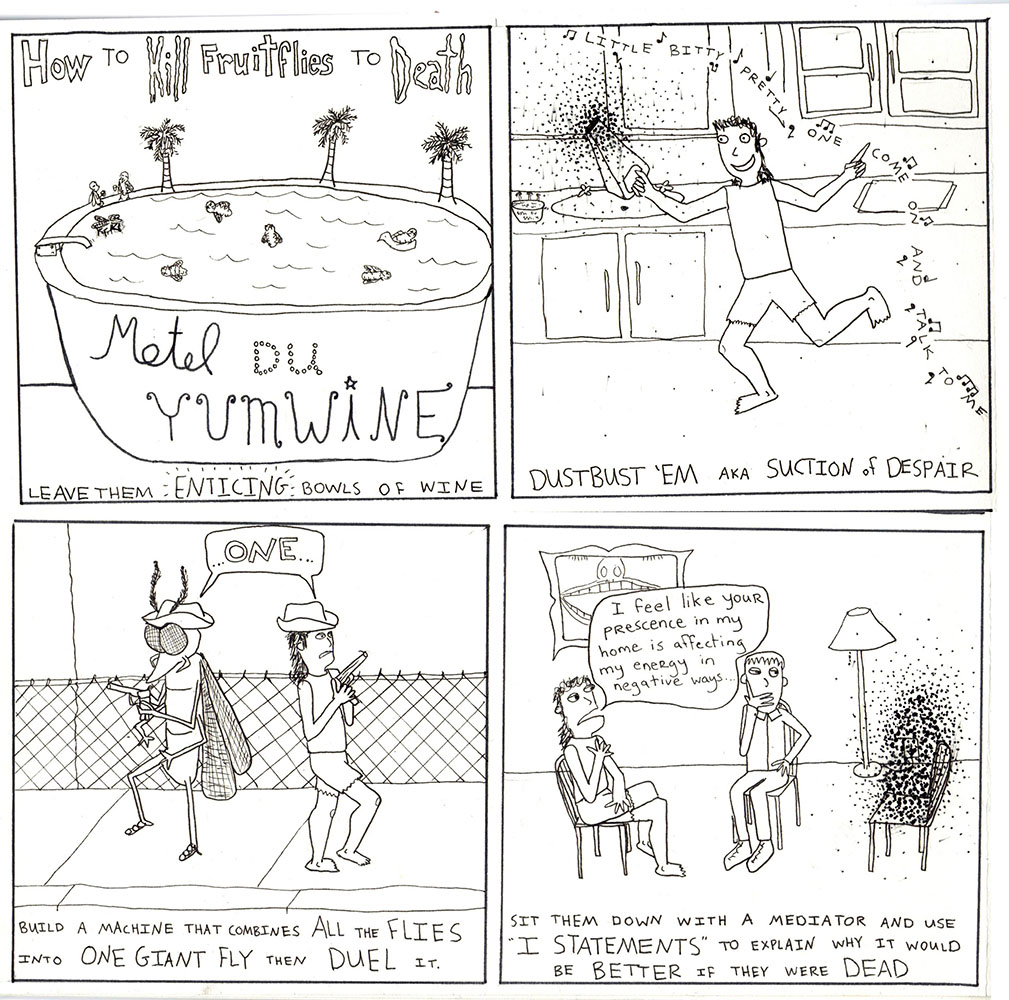 How to Kill Fruitflies to Death
Motel DU
YUMWiNE
LEAVE THEM ENTICING BOWLS OF WINE
LITTLE BITTY PRETTY ONE COME ON AND TALK TO ME
DUSTBUST 'EM AKA SUCTION of DESPAIR
ONE...
BUILD A MACHINE THAT COMBINES ALL THE FLIES
INTO ONE GIANT FLY THEN DUEL IT.
I feel like your
prescence in my
home is affecting
my energy in
negative ways...
SIT THEM DOWN WITH A MEDIATOR AND USE
"I STATEMENTS" TO EXPLAIN WHY IT WOULD
BE BETTER IF THEY WERE DEAD